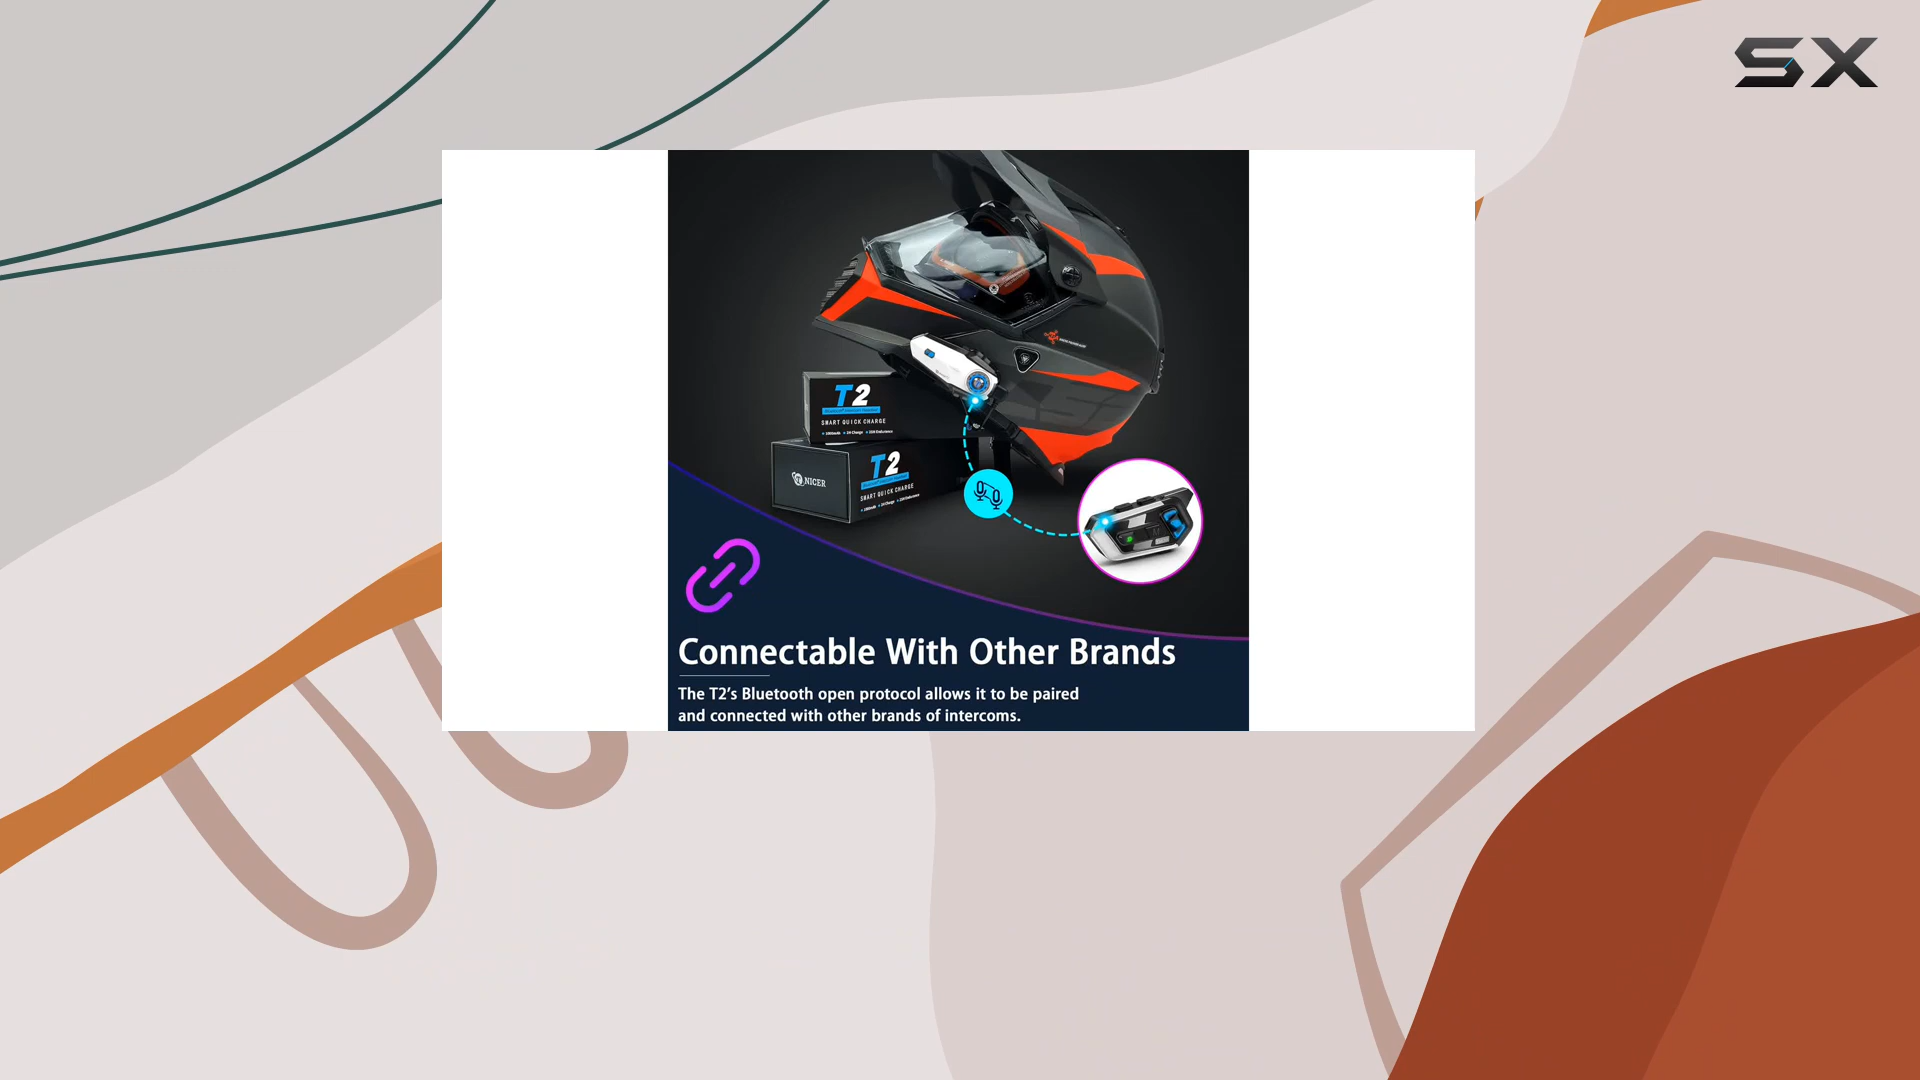 SX
T2
SMART QUICK CHARGE
T2
NICER
SMART QUICK CHARGE
Connectable With Other Brands
The T2's Bluetooth open protocol allows it to be paired
and connected with other brands of intercoms.